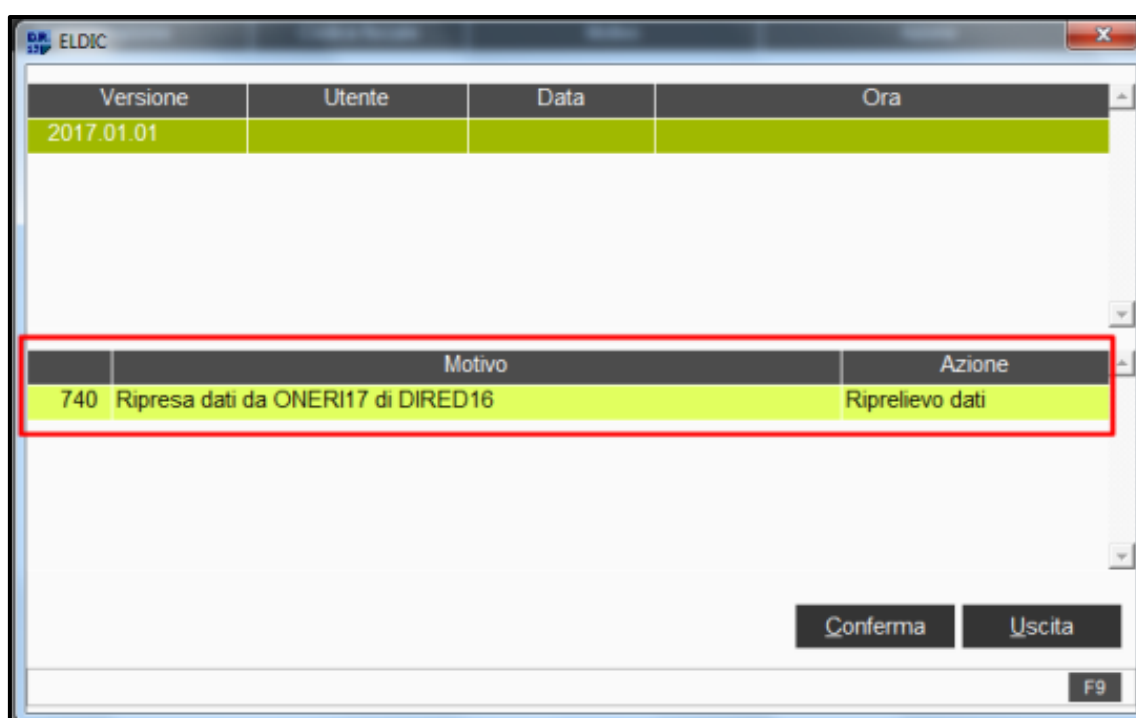 ELDIC
Versione Utente Data Ora
2017.01.01
Motivo Azione
740 Ripresa dati da ONERI17 di DIRED16 Riprelievo dati
Conferma Uscita
F9